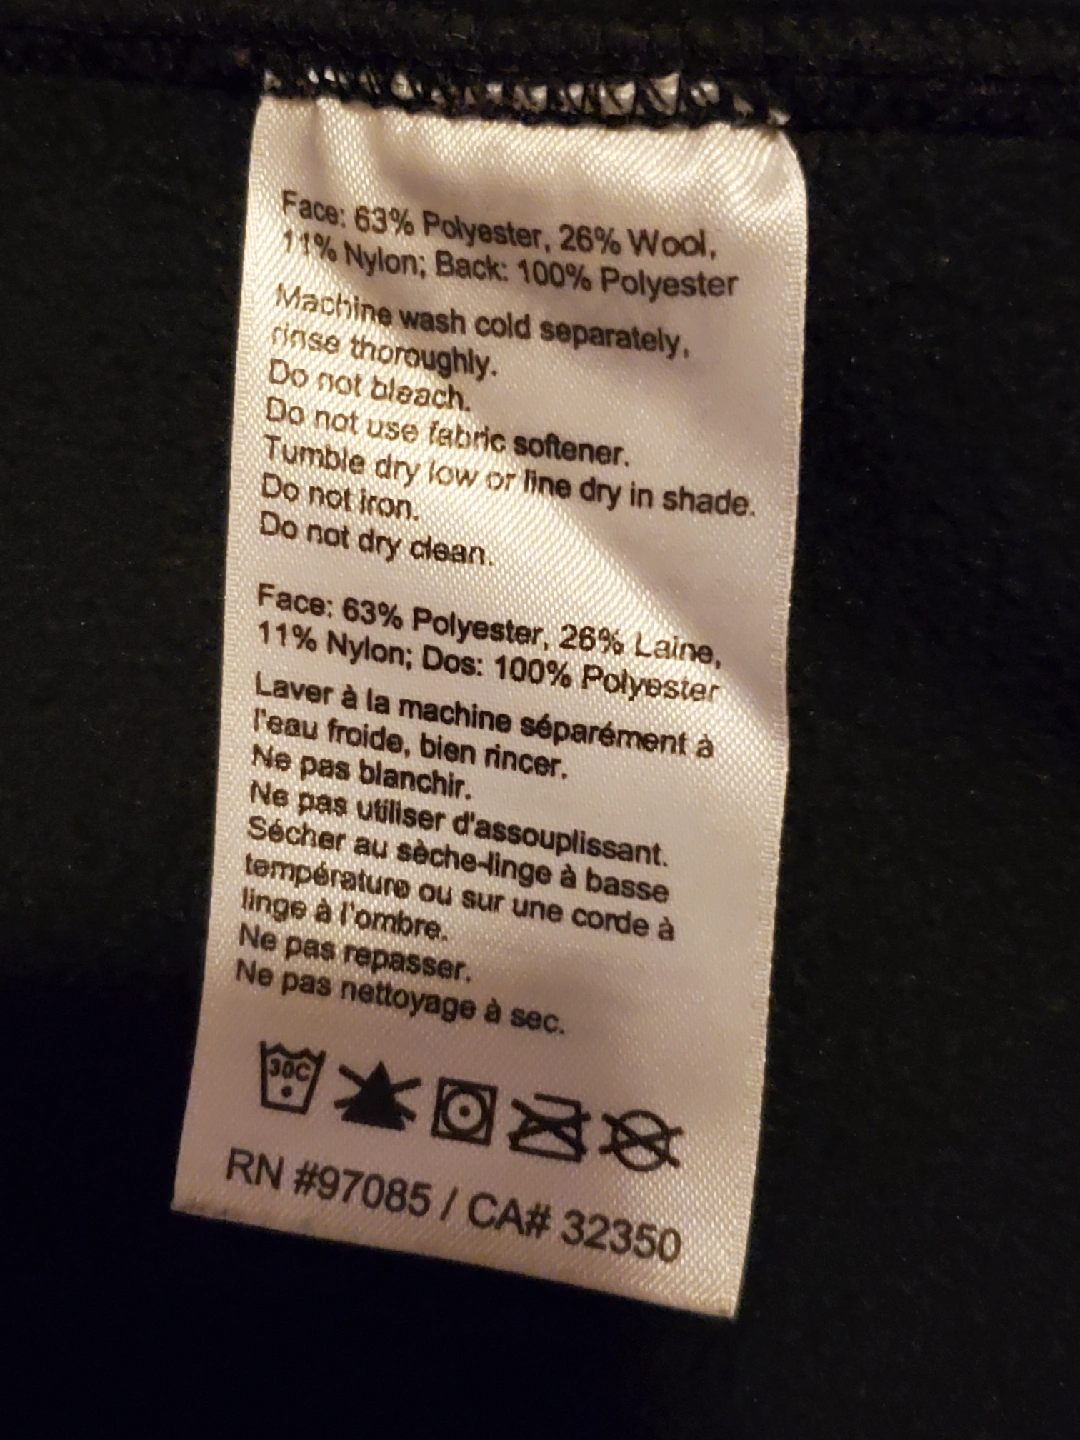 Face: 63% Polyester, 26% Wool,
11% Nylon; Back: 100% Polyester
Machine wash cold separately,
rinse thoroughly.
Do not bleach.
Do not use fabric softener.
Tumble dry low or line dry in shade.
Do not iron.
Do not dry clean.
Face: 63% Polyester, 26% Laine,
11% Nylon; Dos: 100% Polyester
Laver à la machine séparément à
l'eau froide, bien rincer.
Ne pas blanchir.
Ne pas utiliser d'assouplissant.
Sécher au sèche-linge à basse
température ou sur une corde à
linge à l'ombre.
Ne pas repasser.
Ne pas nettoyage à sec.
30C
RN #97085 / CA# 32350